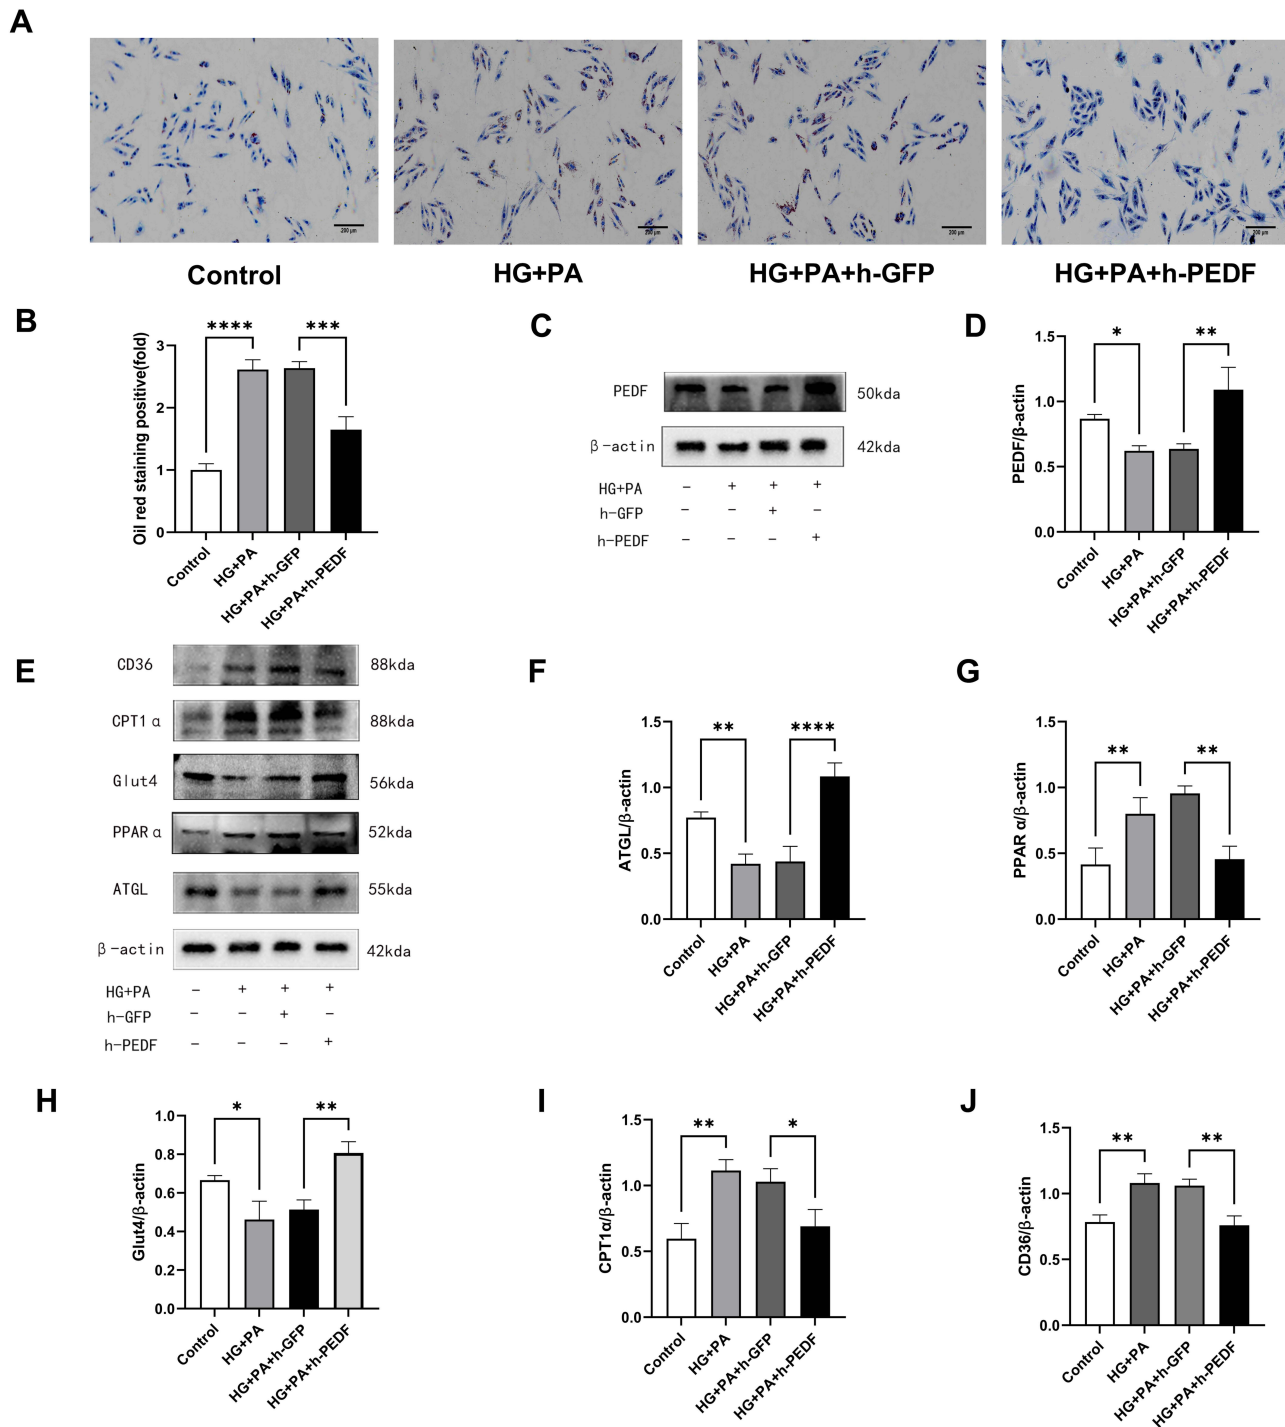 A
200 μm
200 μm
200 μm
200 μm
Control
HG+PA
HG+PA+h-GFP
HG+PA+h-PEDF
B
Oil red staining positive(fold)
3
2
1
0
****
***
Control
HG+PA
HG+PA+h-GFP
HG+PA+h-PEDF
C
PEDF
50kda
β-actin
42kda
HG+PA － + + +
h-GFP － － + －
h-PEDF － － － +
D
PEDF/β-actin
1.5
1.0
0.5
0.0
*
**
Control
HG+PA
HG+PA+h-GFP
HG+PA+h-PEDF
E
CD36
88kda
CPT1α
88kda
Glut4
56kda
PPARα
52kda
ATGL
55kda
β-actin
42kda
HG+PA － + + +
h-GFP － － + －
h-PEDF － － － +
F
ATGL/β-actin
1.5
1.0
0.5
0.0
**
****
Control
HG+PA
HG+PA+h-GFP
HG+PA+h-PEDF
G
PPAR α/β-actin
1.5
1.0
0.5
0.0
**
**
Control
HG+PA
HG+PA+h-GFP
HG+PA+h-PEDF
H
Glut4/β-actin
1.0
0.8
0.6
0.4
0.2
0.0
*
**
Control
HG+PA
HG+PA+h-GFP
HG+PA+h-PEDF
I
CPT1α/β-actin
1.5
1.0
0.5
0.0
**
*
Control
HG+PA
HG+PA+h-GFP
HG+PA+h-PEDF
J
CD36/β-actin
1.5
1.0
0.5
0.0
**
**
Control
HG+PA
HG+PA+h-GFP
HG+PA+h-PEDF